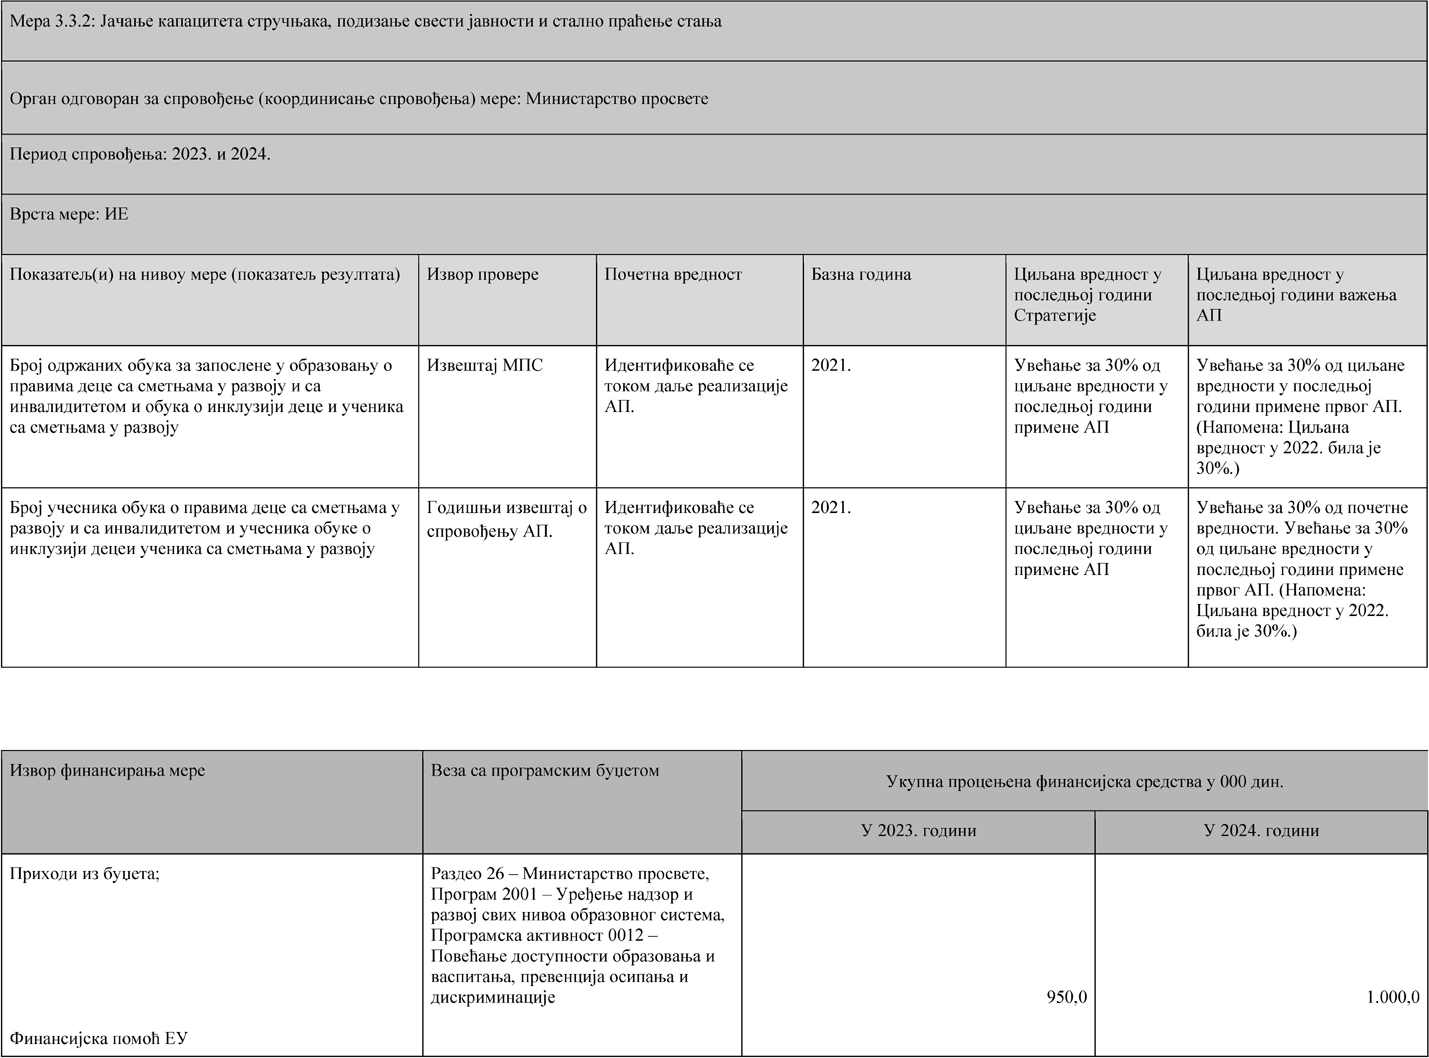 Мера 3.3.2: Јачање капацитета стручњака, подизање свести јавности и стално праћење стања
Орган одговоран за спровођење (координисање спровођења) мере: Министарство просвете
Период спровођења: 2023. и 2024.
Врста мере: ИЕ
Показатељ(и) на нивоу мере (показатељ резултата)
Извор провере
Почетна вредност
Базна година
Циљана вредност у
последњој години
Стратегије
Циљана вредност у
последњој години важења
АП
Број одржаних обука за запослене у образовању о
правима деце са сметњама у развоју и са
инвалидитетом и обука о инклузији деце и ученика
са сметњама у развоју
Извештај МПС
Идентификоваће се
током даље реализације
АП.
2021.
Увећање за 30% од
циљане вредности у
последњој години
примене АП
Увећање за 30% од циљане
вредности у последњој
години примене првог АП.
(Напомена: Циљана
вредност у 2022. била је
30%.)
Број учесника обука о правима деце са сметњама у
развоју и са инвалидитетом и учесника обуке о
инклузији децеи ученика са сметњама у развоју
Годишњи извештај о
спровођењу АП.
Идентификоваће се
током даље реализације
АП.
2021.
Увећање за 30% од
циљане вредности у
последњој години
примене АП
Увећање за 30% од почетне
вредности. Увећање за 30%
од циљане вредности у
последњој години примене
првог АП. (Напомена:
Циљана вредност у 2022.
била је 30%.)
Извор финансирања мере
Веза са програмским буџетом
Укупна процењена финансијска средства у 000 дин.
У 2023. години
У 2024. години
Приходи из буџета;
Финансијска помоћ ЕУ
Раздео 26 – Министарство просвете,
Програм 2001 – Уређење надзор и
развој свих нивоа образовног система,
Програмска активност 0012 –
Повећање доступности образовања и
васпитања, превенција осипања и
дискриминације
950,0
1.000,0